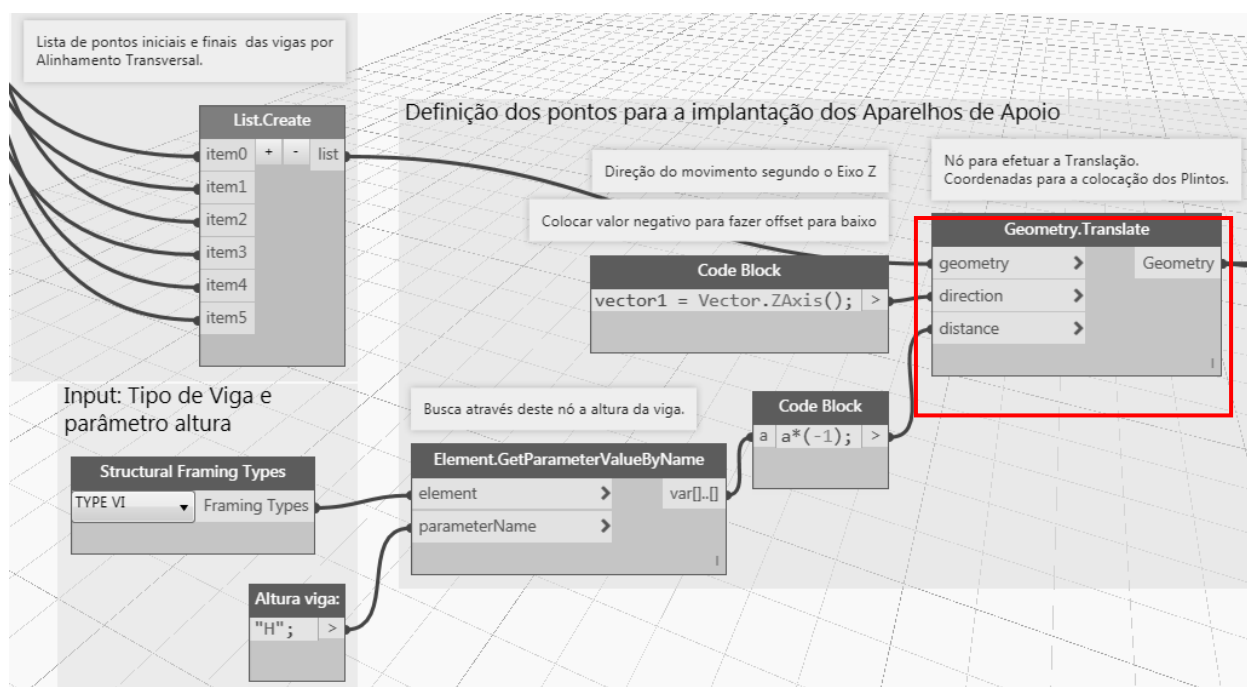 Lista de pontos iniciais e finais das vigas por
Alinhamento Transversal.
List.Create
item0 + - list
item1
item2
item3
item4
item5
Definição dos pontos para a implantação dos Aparelhos de Apoio
Direção do movimento segundo o Eixo Z
Colocar valor negativo para fazer offset para baixo
Code Block
vector1 = Vector.ZAxis(); >
Nó para efetuar a Translação.
Coordenadas para a colocação dos Plintos.
Geometry.Translate
geometry > Geometry
direction >
distance >
Input: Tipo de Viga e
parâmetro altura
Structural Framing Types
TYPE VI Framing Types
Altura viga:
"H"; >
Busca através deste nó a altura da viga.
Element.GetParameterValueByName
element > var[]..[]
parameterName >
Code Block
a a*(-1); >